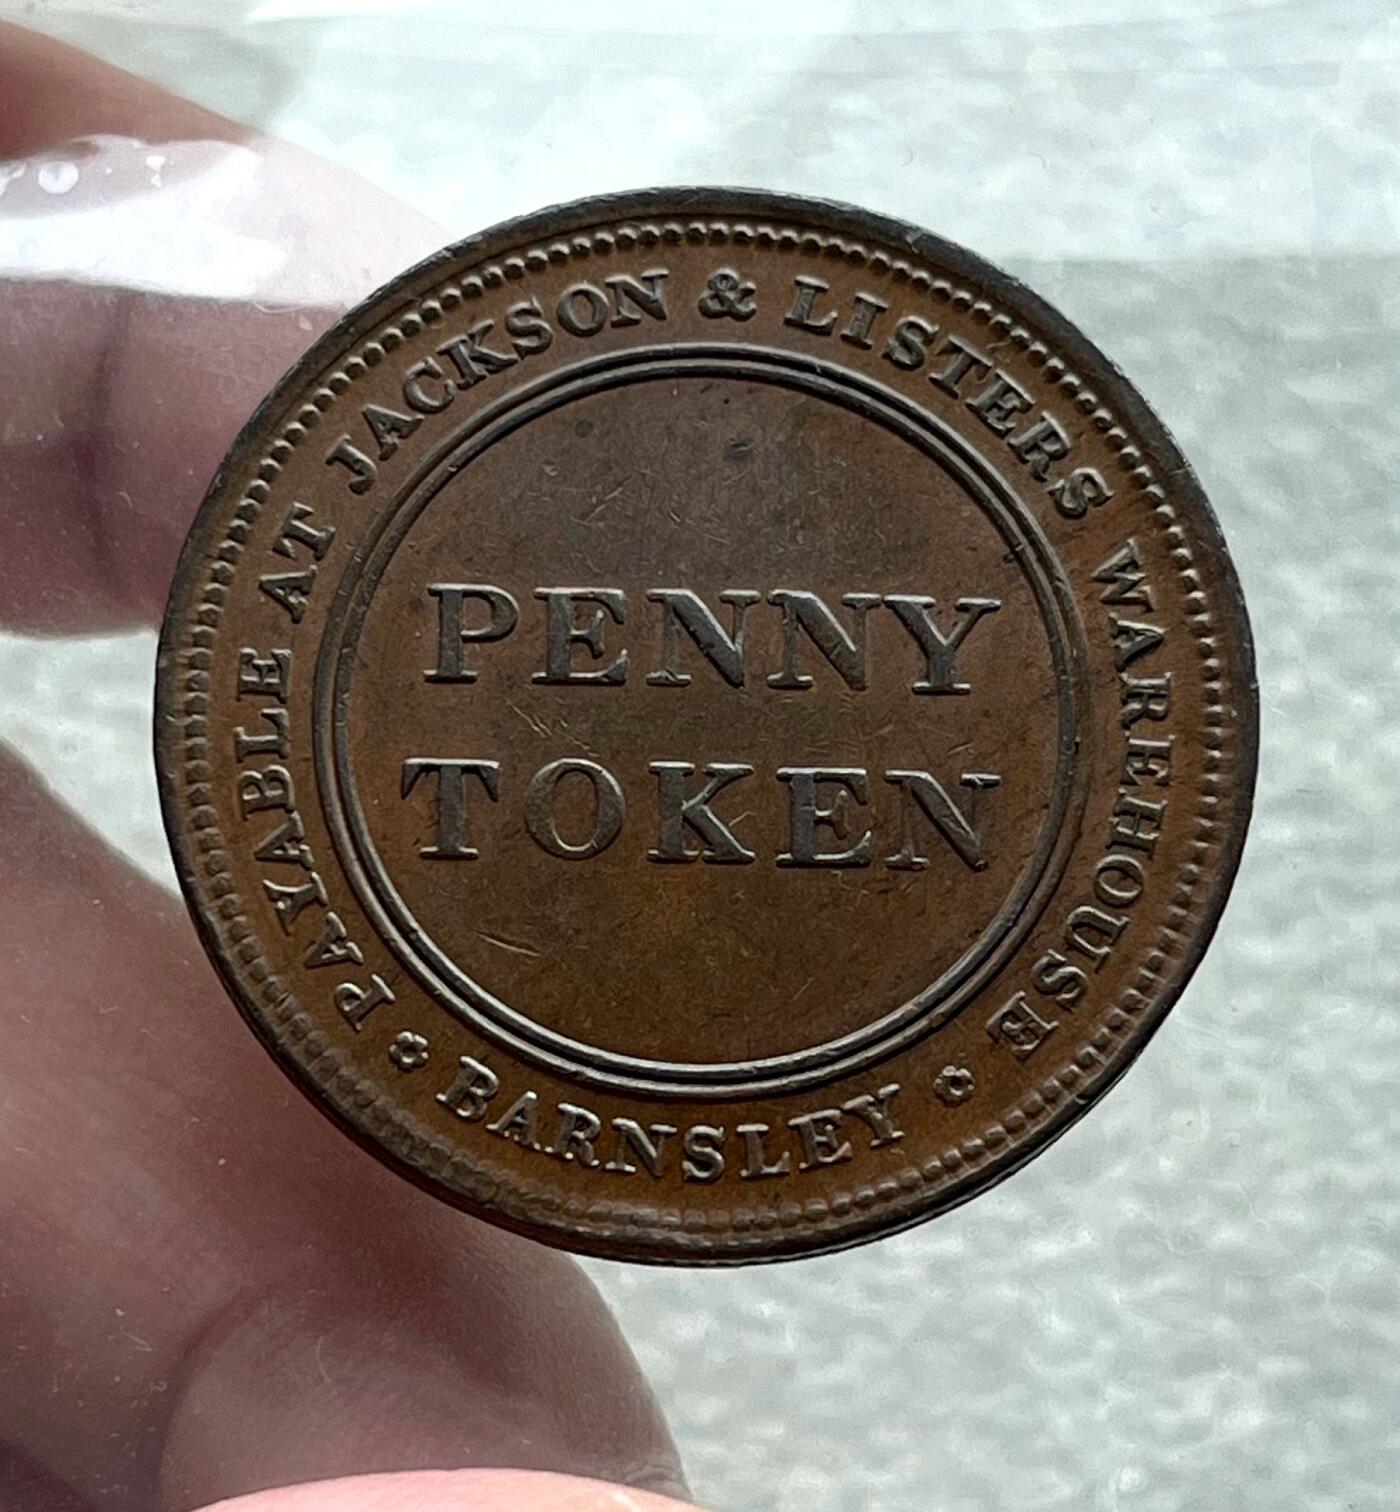 PAYABLE AT JACKSON & LISTERS WAREHOUSE
BARNSLEY
PENNY
TOKEN